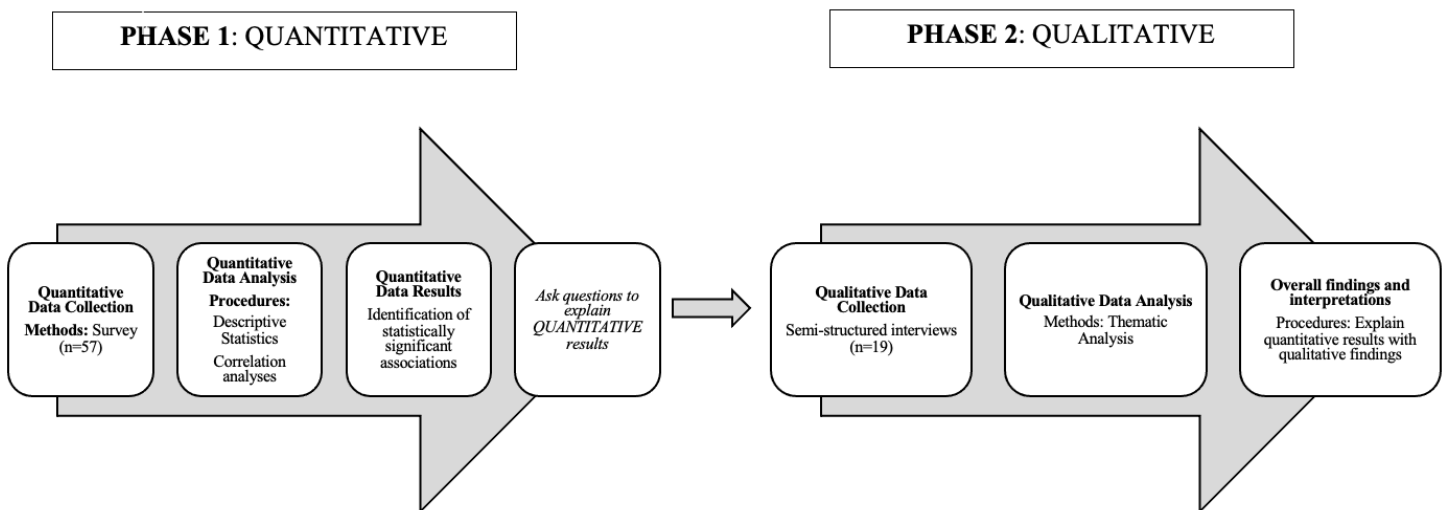 PHASE 1: QUANTITATIVE
PHASE 2: QUALITATIVE
Quantitative
Data Collection
Methods: Survey
(n=57)
Quantitative
Data Analysis
Procedures:
Descriptive
Statistics
Correlation
analyses
Quantitative
Data Results
Identification of
statistically
significant
associations
Ask questions to
explain
QUANTITATIVE
results
Qualitative Data
Collection
Semi-structured interviews
(n=19)
Qualitative Data Analysis
Methods: Thematic
Analysis
Overall findings and
interpretations
Procedures: Explain
quantitative results with
qualitative findings